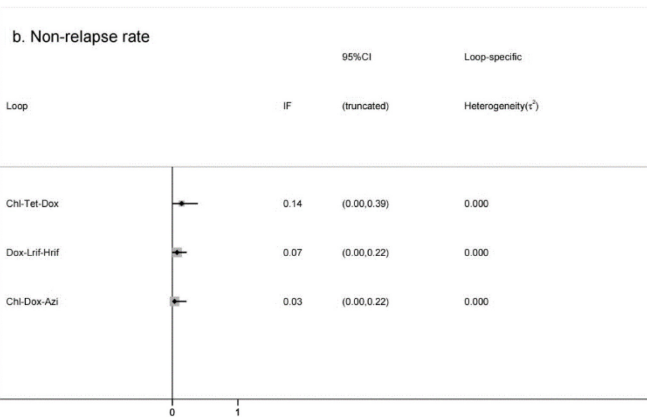 b. Non-relapse rate
95%CI Loop-specific
Loop IF (truncated) Heterogeneity(τ²)
Chl-Tet-Dox 0.14 (0.00,0.39) 0.000
Dox-Lrif-Hrif 0.07 (0.00,0.22) 0.000
Chl-Dox-Azi 0.03 (0.00,0.22) 0.000
0 1